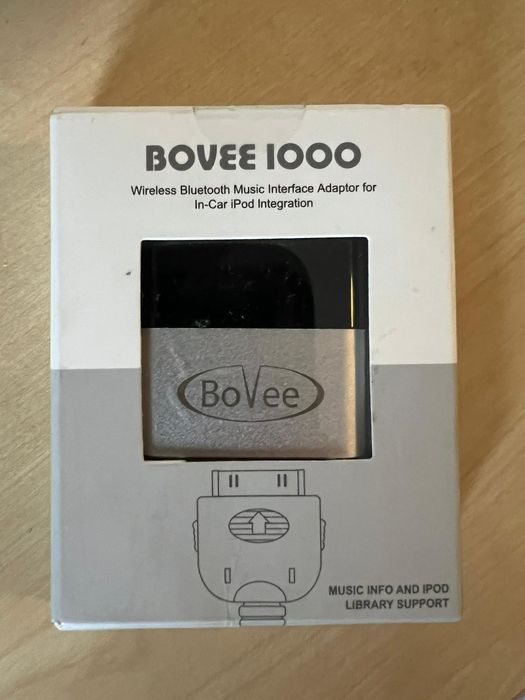 BOVEE 1000
Wireless Bluetooth Music Interface Adaptor for
In-Car iPod Integration
BoVee
MUSIC INFO AND IPOD
LIBRARY SUPPORT